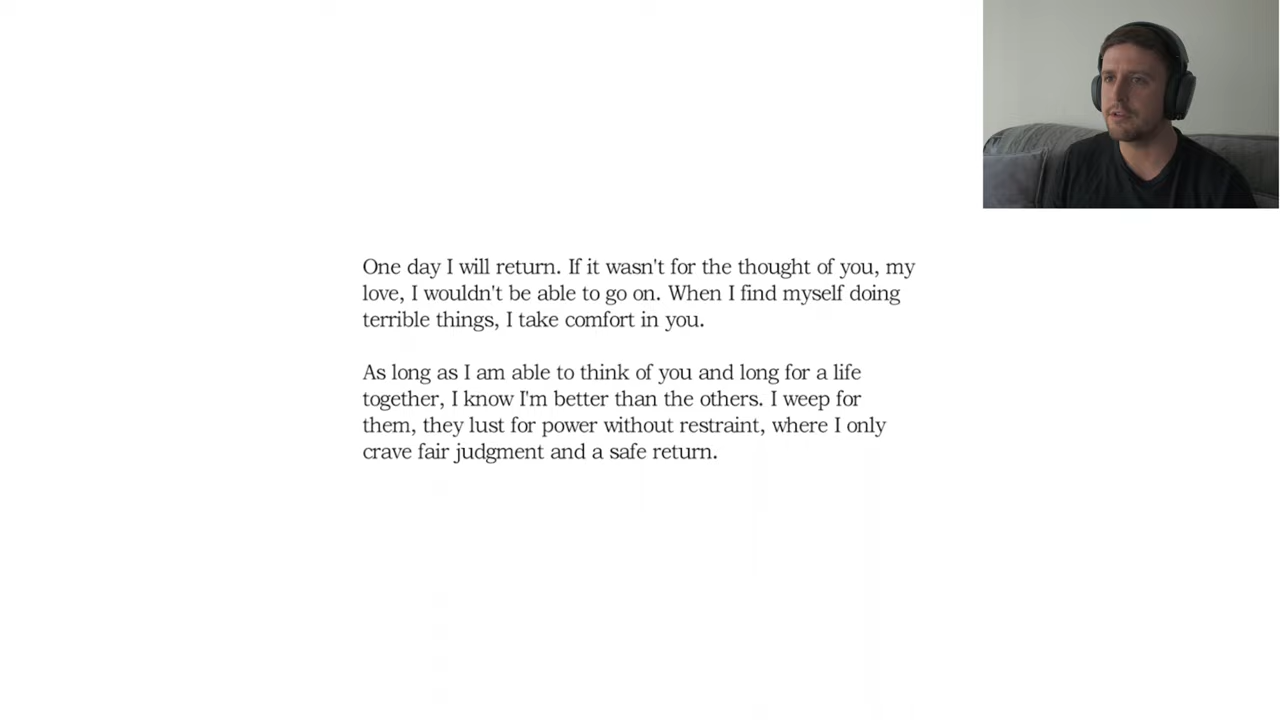 One day I will return. If it wasn't for the thought of you, my
love, I wouldn't be able to go on. When I find myself doing
terrible things, I take comfort in you.
As long as I am able to think of you and long for a life
together, I know I'm better than the others. I weep for
them, they lust for power without restraint, where I only
crave fair judgment and a safe return.